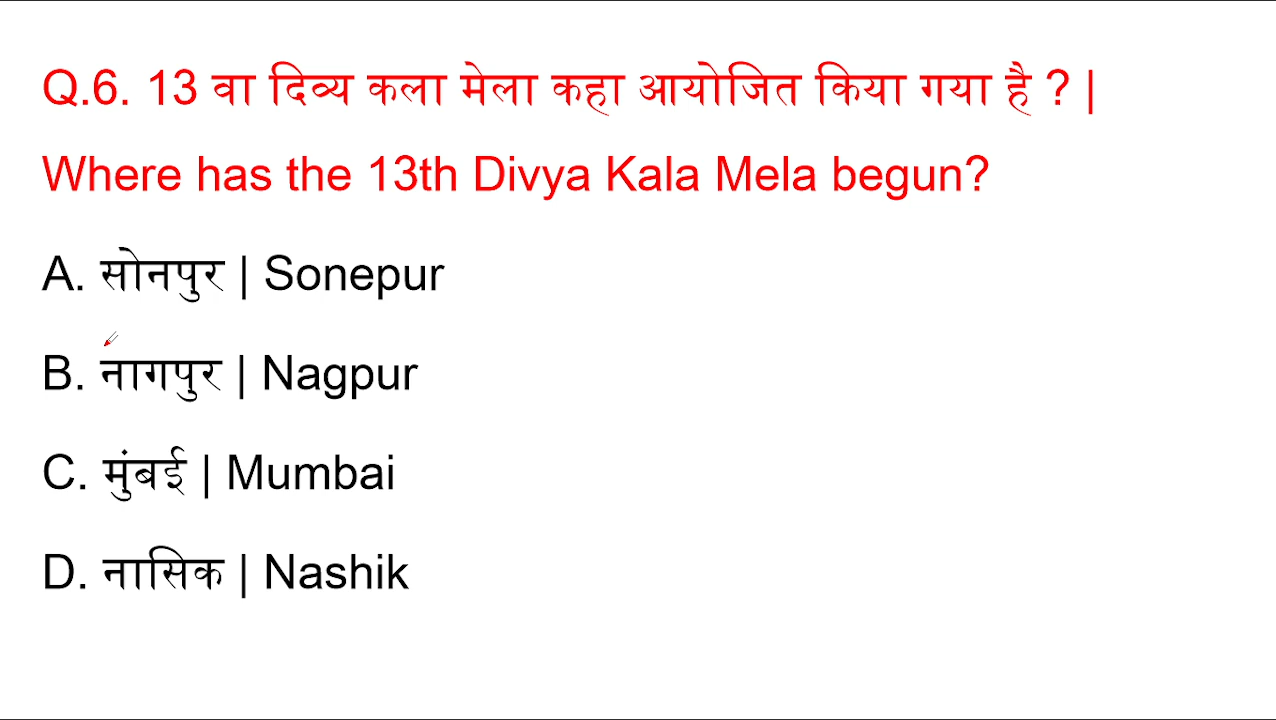 Q.6. 13 वा दिव्य कला मेला कहा आयोजित किया गया है ? |
Where has the 13th Divya Kala Mela begun?
A. सोनपुर | Sonepur
B. नागपुर | Nagpur
C. मुंबई | Mumbai
D. नासिक | Nashik